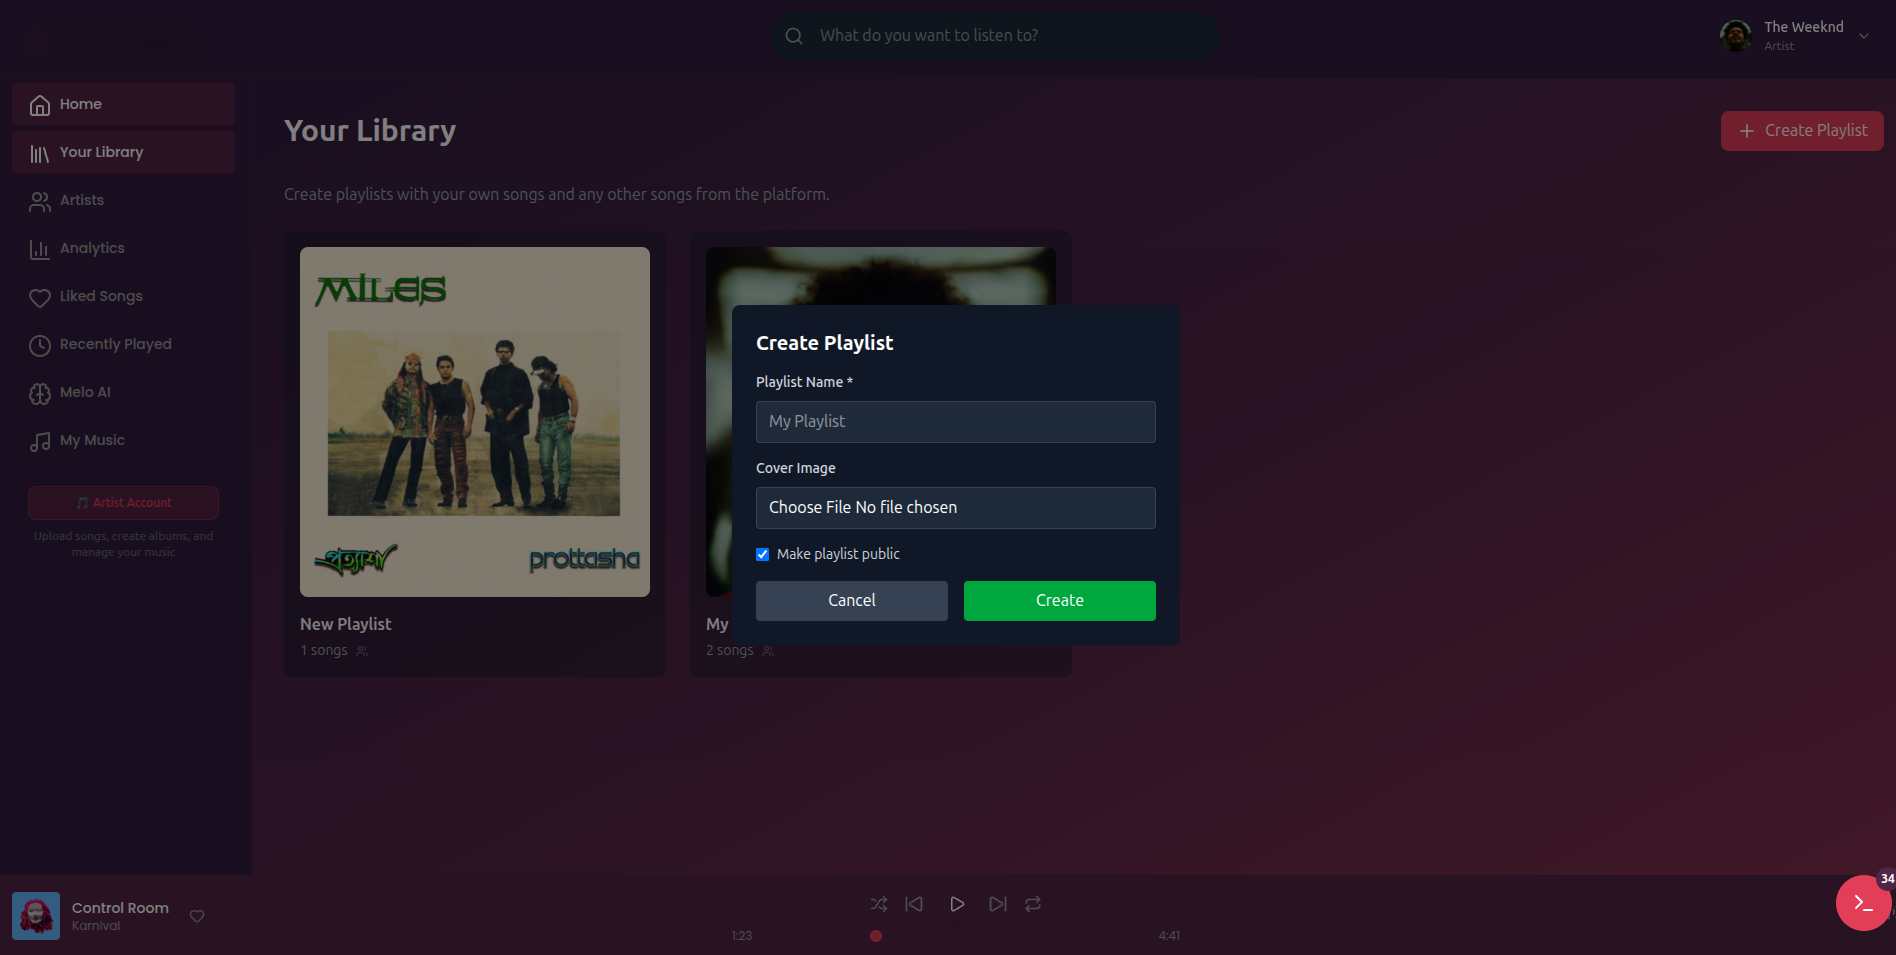 What do you want to listen to?
The Weeknd
Artist
Home
Your Library
Artists
Analytics
Liked Songs
Recently Played
Melo AI
My Music
🎵 Artist Account
Upload songs, create albums, and
manage your music
Your Library
+ Create Playlist
Create playlists with your own songs and any other songs from the platform.
MILES
প্রত্যাশা
prottasha
New Playlist
1 songs
My
2 songs
Create Playlist
Playlist Name *
My Playlist
Cover Image
Choose File No file chosen
Make playlist public
Cancel
Create
Control Room
Karnival
1:23
4:41
34